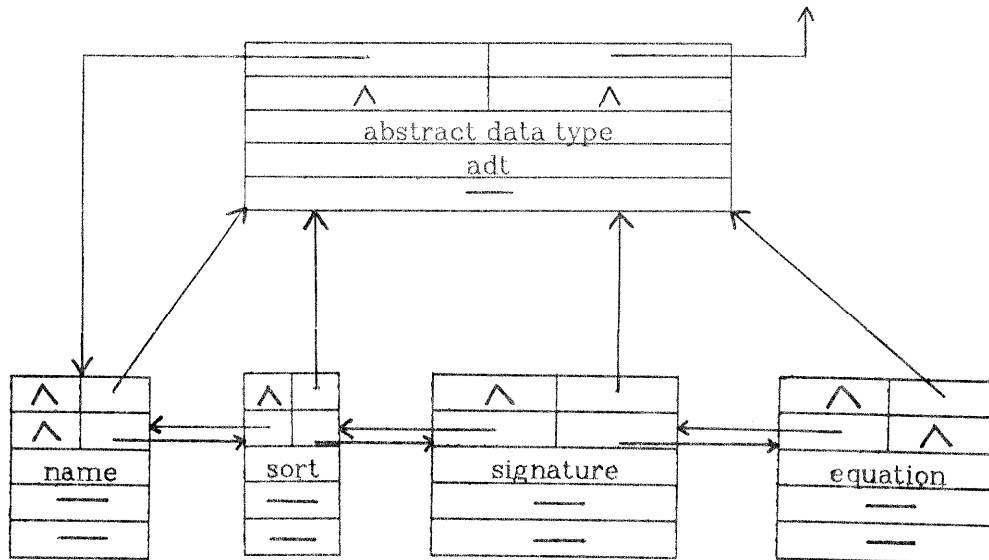 abstract data type
adt
name
sort
signature
equation